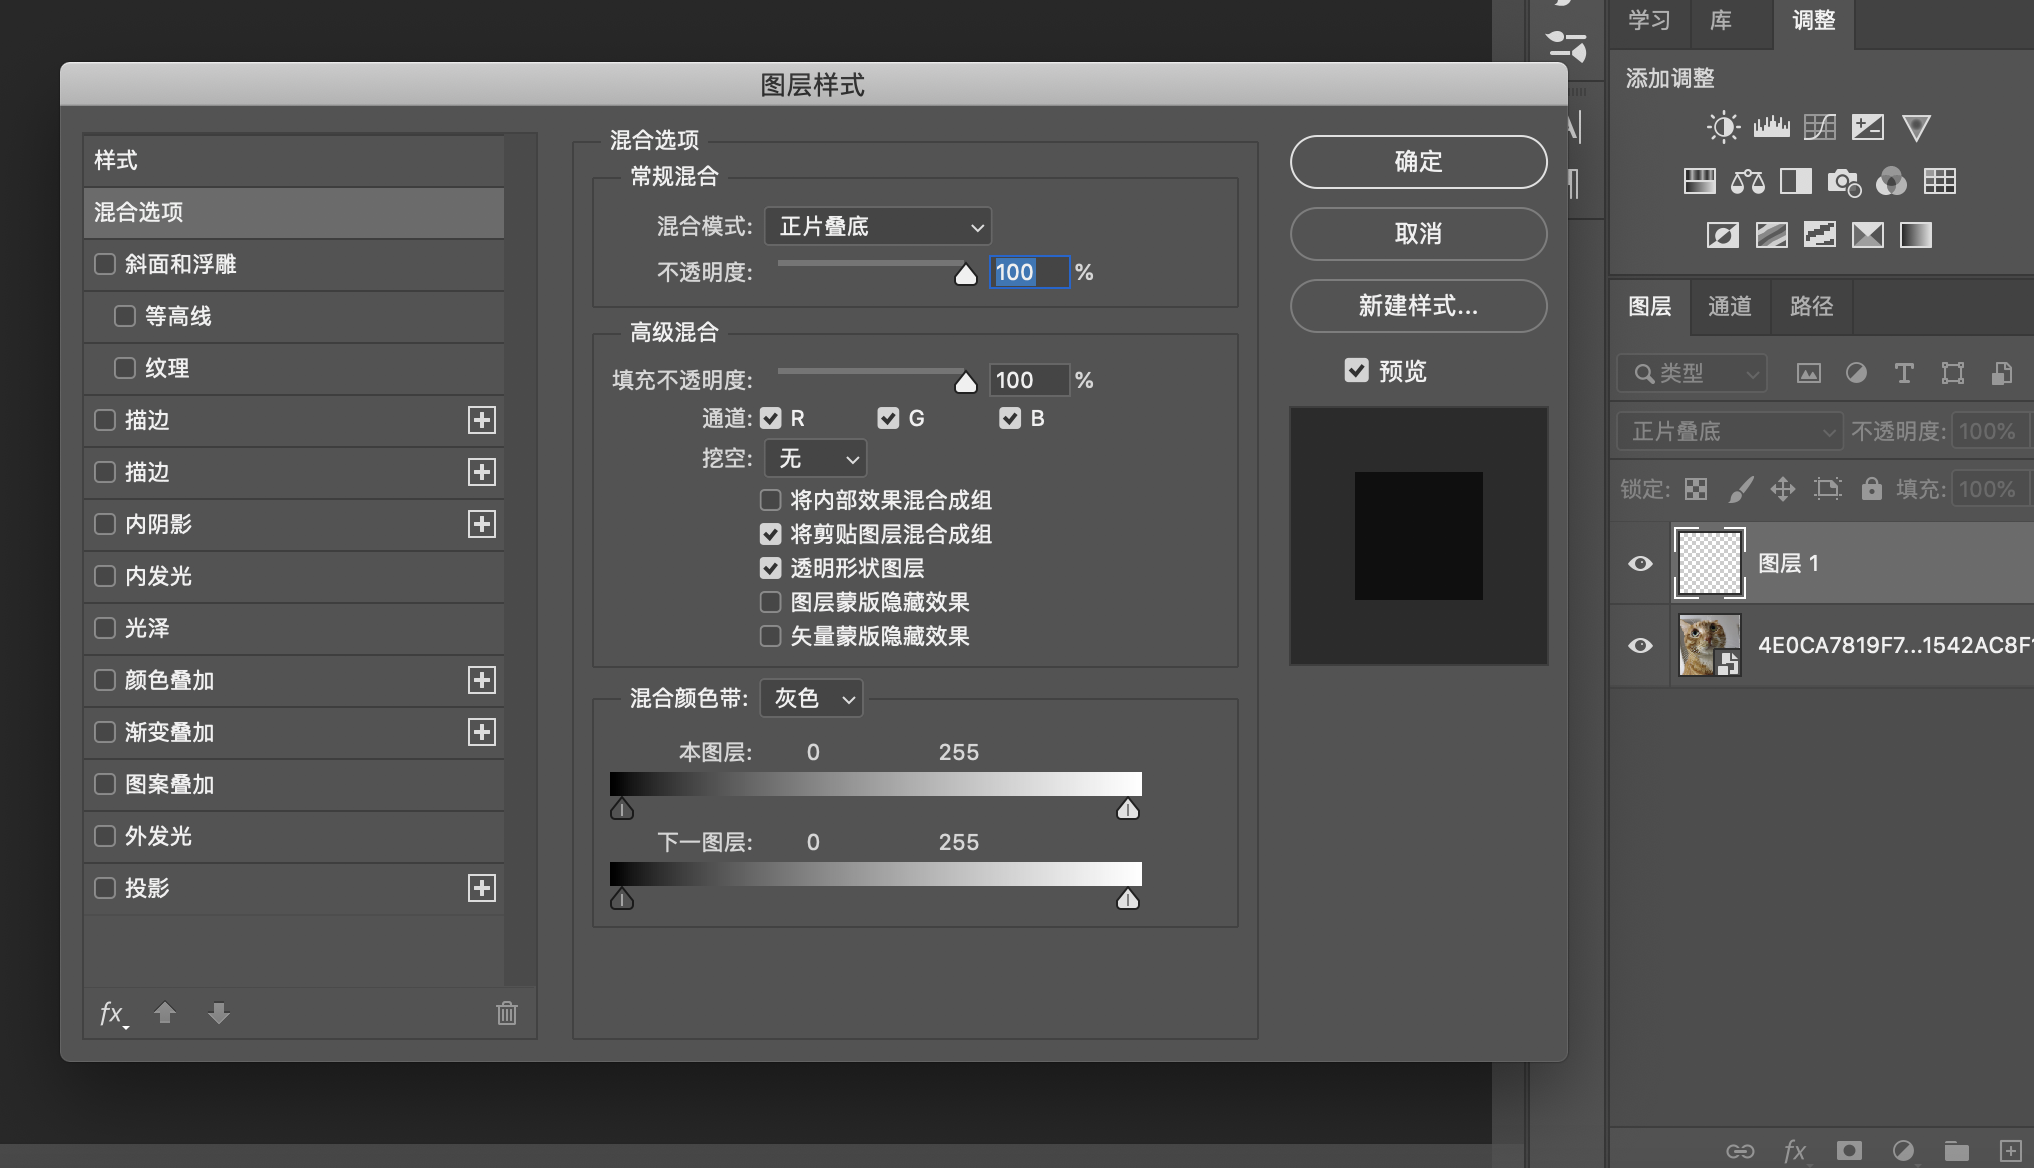 学习 库 调整
添加调整
图层样式
样式
混合选项
斜面和浮雕
等高线
纹理
描边
描边
内阴影
内发光
光泽
颜色叠加
渐变叠加
图案叠加
外发光
投影
fx
混合选项
常规混合
混合模式: 正片叠底
不透明度: 100 %
高级混合
填充不透明度: 100 %
通道: R G B
挖空: 无
将内部效果混合成组
将剪贴图层混合成组
透明形状图层
图层蒙版隐藏效果
矢量蒙版隐藏效果
混合颜色带: 灰色
本图层: 0 255
下一图层: 0 255
确定
取消
新建样式...
预览
图层 通道 路径
类型
正片叠底 不透明度: 100%
锁定: 填充: 100%
图层 1
4E0CA7819F7...1542AC8F
fx